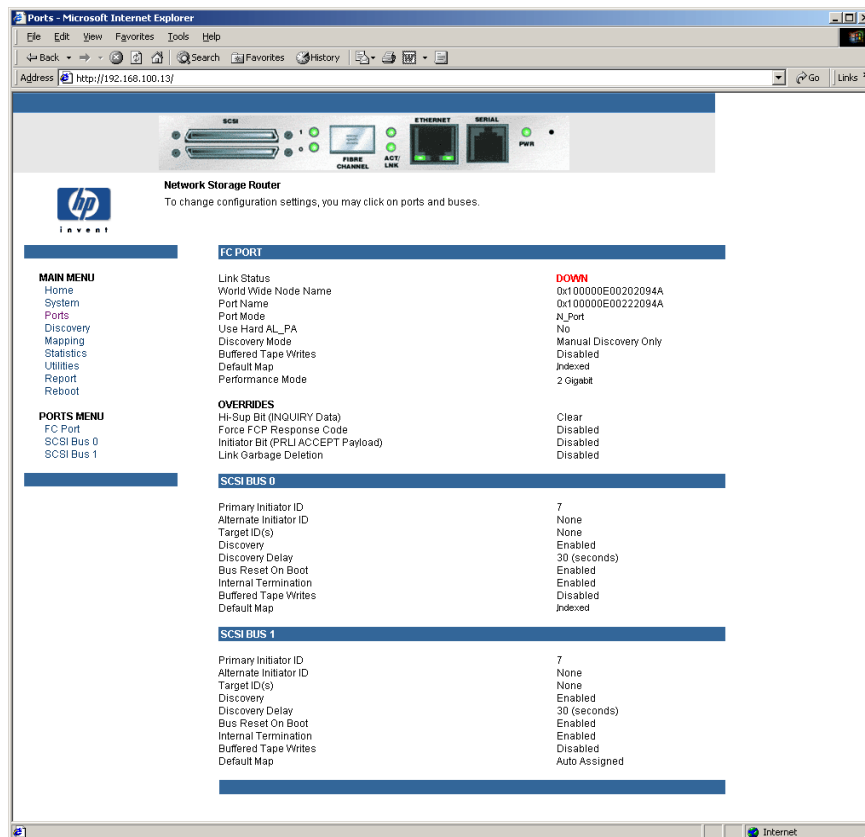 Ports - Microsoft Internet Explorer
File Edit View Favorites Tools Help
Back Search Favorites History
Address http://192.168.100.13/ Go Links
SCSI 1 0 FIBRE CHANNEL ACT/ LNK ETHERNET SERIAL PWR
hp
invent
Network Storage Router
To change configuration settings, you may click on ports and buses.
MAIN MENU
Home
System
Ports
Discovery
Mapping
Statistics
Utilities
Report
Reboot
PORTS MENU
FC Port
SCSI Bus 0
SCSI Bus 1
FC PORT
Link Status DOWN
World Wide Node Name 0x100000E00202094A
Port Name 0x100000E00222094A
Port Mode N_Port
Use Hard AL_PA No
Discovery Mode Manual Discovery Only
Buffered Tape Writes Disabled
Default Map Indexed
Performance Mode 2 Gigabit
OVERRIDES
Hi-Sup Bit (INQUIRY Data) Clear
Force FCP Response Code Disabled
Initiator Bit (PRLI ACCEPT Payload) Disabled
Link Garbage Deletion Disabled
SCSI BUS 0
Primary Initiator ID 7
Alternate Initiator ID None
Target ID(s) None
Discovery Enabled
Discovery Delay 30 (seconds)
Bus Reset On Boot Enabled
Internal Termination Enabled
Buffered Tape Writes Disabled
Default Map Indexed
SCSI BUS 1
Primary Initiator ID 7
Alternate Initiator ID None
Target ID(s) None
Discovery Enabled
Discovery Delay 30 (seconds)
Bus Reset On Boot Enabled
Internal Termination Enabled
Buffered Tape Writes Disabled
Default Map Auto Assigned
Internet